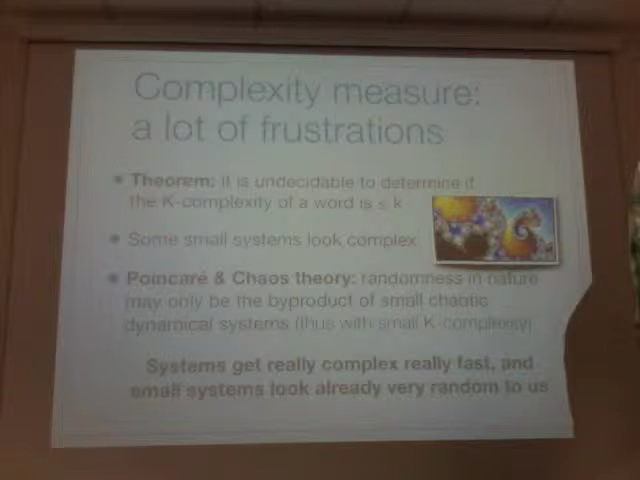 Complexity measure:
a lot of frustrations
• Theorem: it is undecidable to determine if
the K-complexity of a word is ≤ k
• Some small systems look complex
• Poincaré & Chaos theory: randomness in nature
may only be the byproduct of small chaotic
dynamical systems (thus with small K-complexity)
Systems get really complex really fast, and
small systems look already very random to us